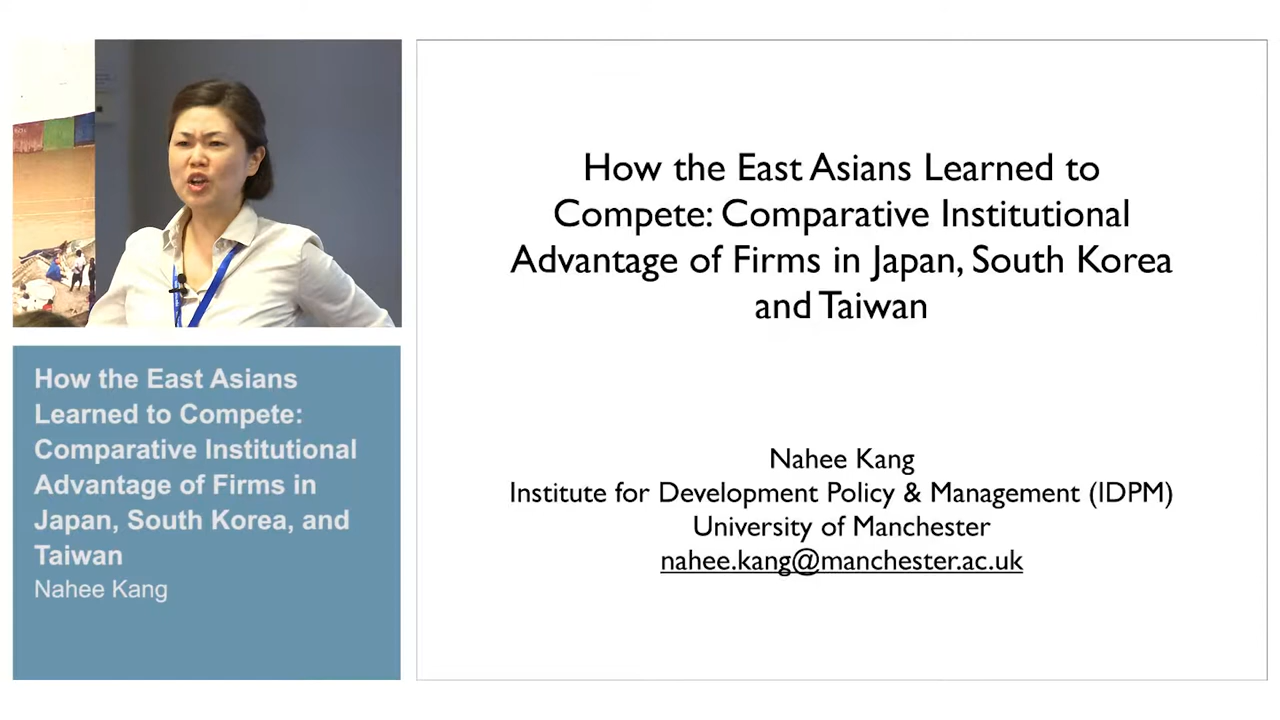 How the East Asians
Learned to Compete:
Comparative Institutional
Advantage of Firms in
Japan, South Korea, and
Taiwan
Nahee Kang
How the East Asians Learned to
Compete: Comparative Institutional
Advantage of Firms in Japan, South Korea
and Taiwan
Nahee Kang
Institute for Development Policy & Management (IDPM)
University of Manchester
nahee.kang@manchester.ac.uk